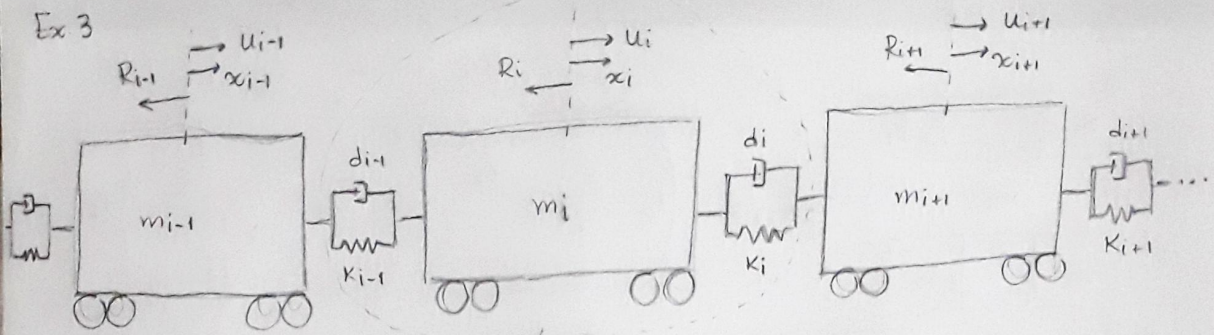 Ex 3
Ri-1 ui-1 xi-1
Ri ui xi
Ri+1 ui+1 xi+1
di-1
di
di+1
mi-1
mi
mi+1
Ki-1
Ki
Ki+1
....